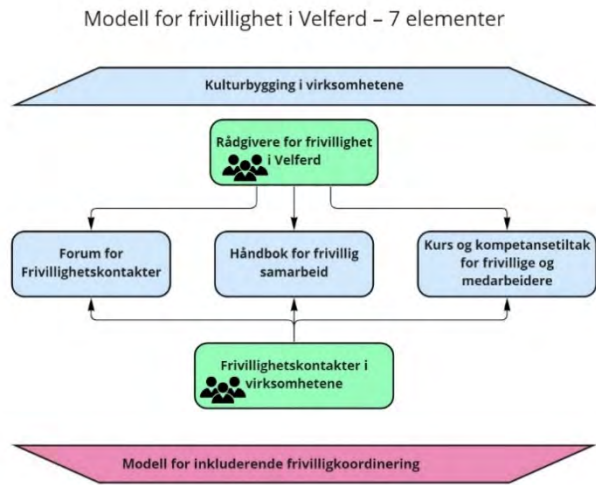 Modell for frivillighet i Velferd – 7 elementer
Kulturbygging i virksomhetene
Rådgivere for frivillighet
i Velferd
Forum for
Frivillighetskontakter
Håndbok for frivillig
samarbeid
Kurs og kompetansetiltak
for frivillige og
medarbeidere
Frivillighetskontakter i
virksomhetene
Modell for inkluderende frivilligkoordinering